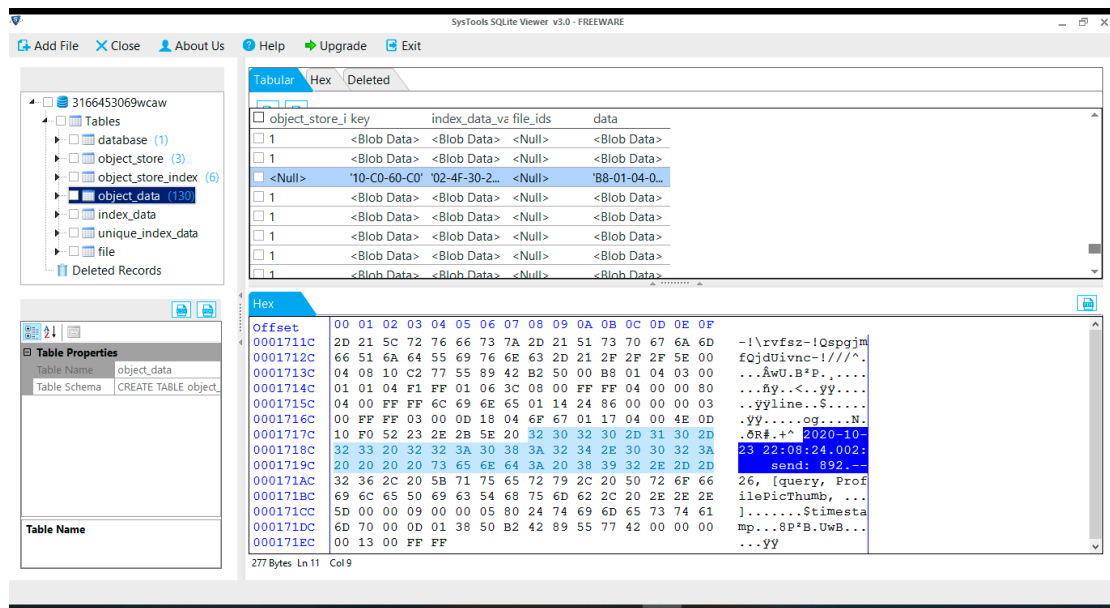 SysTools SQLite Viewer v3.0 - FREEWARE
Add File Close About Us Help Upgrade Exit
3166453069wcaw
Tables
database (1)
object_store (3)
object_store_index (6)
object_data (130)
index_data
unique_index_data
file
Deleted Records
Table Properties
Table Name object_data
Table Schema CREATE TABLE object_
Table Name
Tabular Hex Deleted
object_store_i key index_data_va file_ids data
1 <Blob Data> <Blob Data> <Null> <Blob Data>
1 <Blob Data> <Blob Data> <Null> <Blob Data>
<Null> '10-C0-60-C0' '02-4F-30-2... <Null> 'B8-01-04-0...
1 <Blob Data> <Blob Data> <Null> <Blob Data>
1 <Blob Data> <Blob Data> <Null> <Blob Data>
1 <Blob Data> <Blob Data> <Null> <Blob Data>
1 <Blob Data> <Blob Data> <Null> <Blob Data>
1 <Blob Data> <Blob Data> <Null> <Blob Data>
Hex
Offset 00 01 02 03 04 05 06 07 08 09 0A 0B 0C 0D 0E 0F
0001711C 2D 21 5C 72 76 66 73 7A 2D 21 51 73 70 67 6A 6D -!\rvfsz-!Qspgjm
0001712C 66 51 6A 64 55 69 76 6E 63 2D 21 2F 2F 2F 5E 00 fQjdUivnc-!///^.
0001713C 04 08 10 C2 77 55 89 42 B2 50 00 B8 01 04 03 00 ...ÂwU.B²P.¸....
0001714C 01 01 04 F1 FF 01 06 3C 08 00 FF FF 04 00 00 80 ...ñÿ..<..ÿÿ....
0001715C 04 00 FF FF 6C 69 6E 65 01 14 24 86 00 00 00 03 ..ÿÿline..$.....
0001716C 00 FF FF 03 00 0D 18 04 6F 67 01 17 04 00 4E 0D .ÿÿ.....og....N.
0001717C 10 F0 52 23 2E 2B 5E 20 32 30 32 30 2D 31 30 2D .ðR#.+^ 2020-10-
0001718C 32 33 20 32 32 3A 30 38 3A 32 34 2E 30 30 32 3A 23 22:08:24.002:
0001719C 20 20 20 20 73 65 6E 64 3A 20 38 39 32 2E 2D 2D send: 892.--
000171AC 32 36 2C 20 5B 71 75 65 72 79 2C 20 50 72 6F 66 26, [query, Prof
000171BC 69 6C 65 50 69 63 54 68 75 6D 62 2C 20 2E 2E 2E ilePicThumb, ...
000171CC 5D 00 00 09 00 00 05 80 24 74 69 6D 65 73 74 61 ].......$timesta
000171DC 6D 70 00 0D 01 38 50 B2 42 89 55 77 42 00 00 00 mp...8P²B.UwB...
000171EC 00 13 00 FF FF ...ÿÿ
277 Bytes Ln 11 Col 9